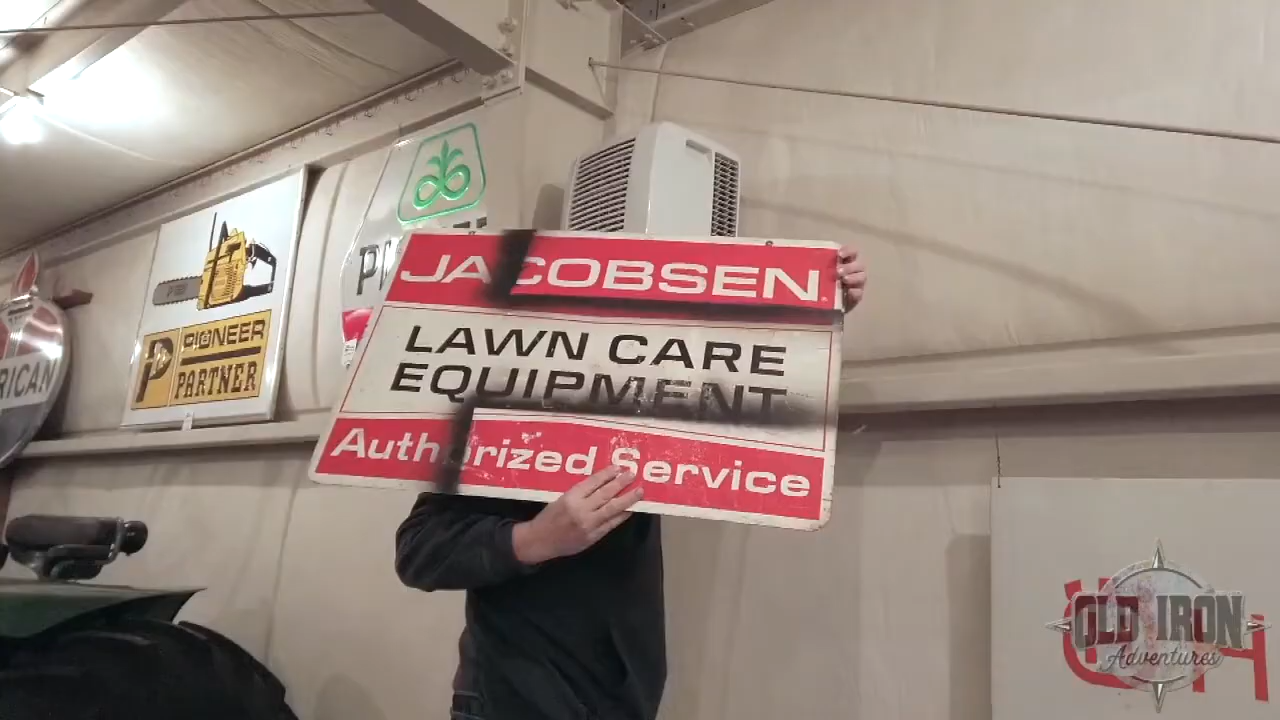 JACOBSEN
LAWN CARE
EQUIPMENT
Authorized Service
PIONEER
P
PARTNER
RICAN
OLD IRON
Adventures